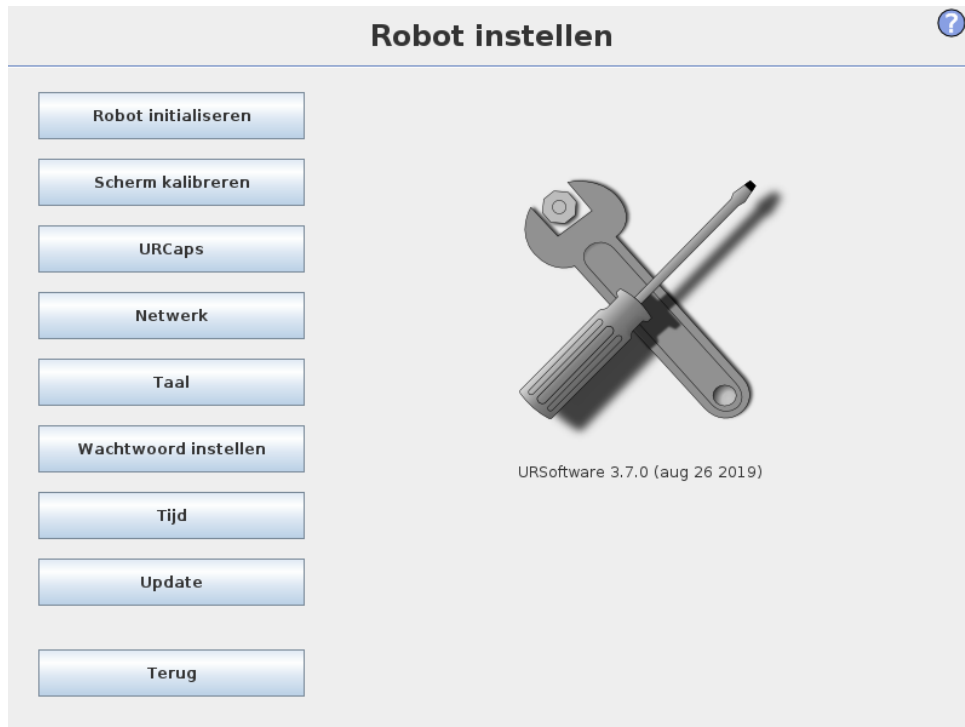 Robot instellen
?
Robot initialiseren
Scherm kalibreren
URCaps
Netwerk
Taal
Wachtwoord instellen
Tijd
Update
Terug
URSoftware 3.7.0 (aug 26 2019)